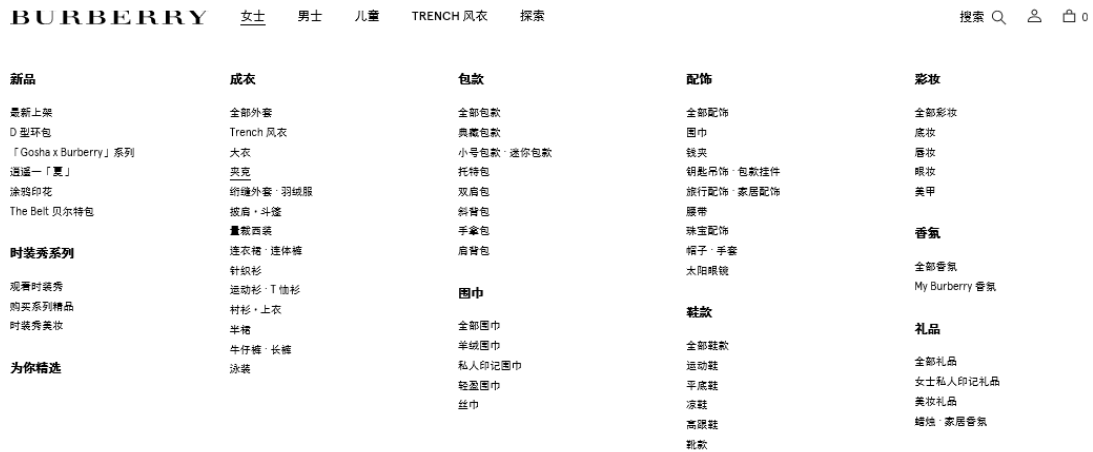 BURBERRY
女士
男士
儿童
TRENCH 风衣
探索
搜索
0
新品
最新上架
D 型环包
「Gosha x Burberry」系列
逍遥一「夏」
涂鸦印花
The Belt 贝尔特包
时装秀系列
观看时装秀
购买系列精品
时装秀美妆
为你精选
成衣
全部外套
Trench 风衣
大衣
夹克
绗缝外套 · 羽绒服
披肩 · 斗篷
量裁西装
连衣裙 · 连体裤
针织衫
运动衫 · T 恤衫
衬衫 · 上衣
半裙
牛仔裤 · 长裤
泳装
包款
全部包款
典藏包款
小号包款 · 迷你包款
托特包
双肩包
斜背包
手拿包
肩背包
围巾
全部围巾
羊绒围巾
私人印记围巾
轻盈围巾
丝巾
配饰
全部配饰
围巾
钱夹
钥匙吊饰 · 包款挂件
旅行配饰 · 家居配饰
腰带
珠宝配饰
帽子 · 手套
太阳眼镜
鞋款
全部鞋款
运动鞋
平底鞋
凉鞋
高跟鞋
靴款
彩妆
全部彩妆
底妆
唇妆
眼妆
美甲
香氛
全部香氛
My Burberry 香氛
礼品
全部礼品
女士私人印记礼品
美妆礼品
蜡烛 · 家居香氛